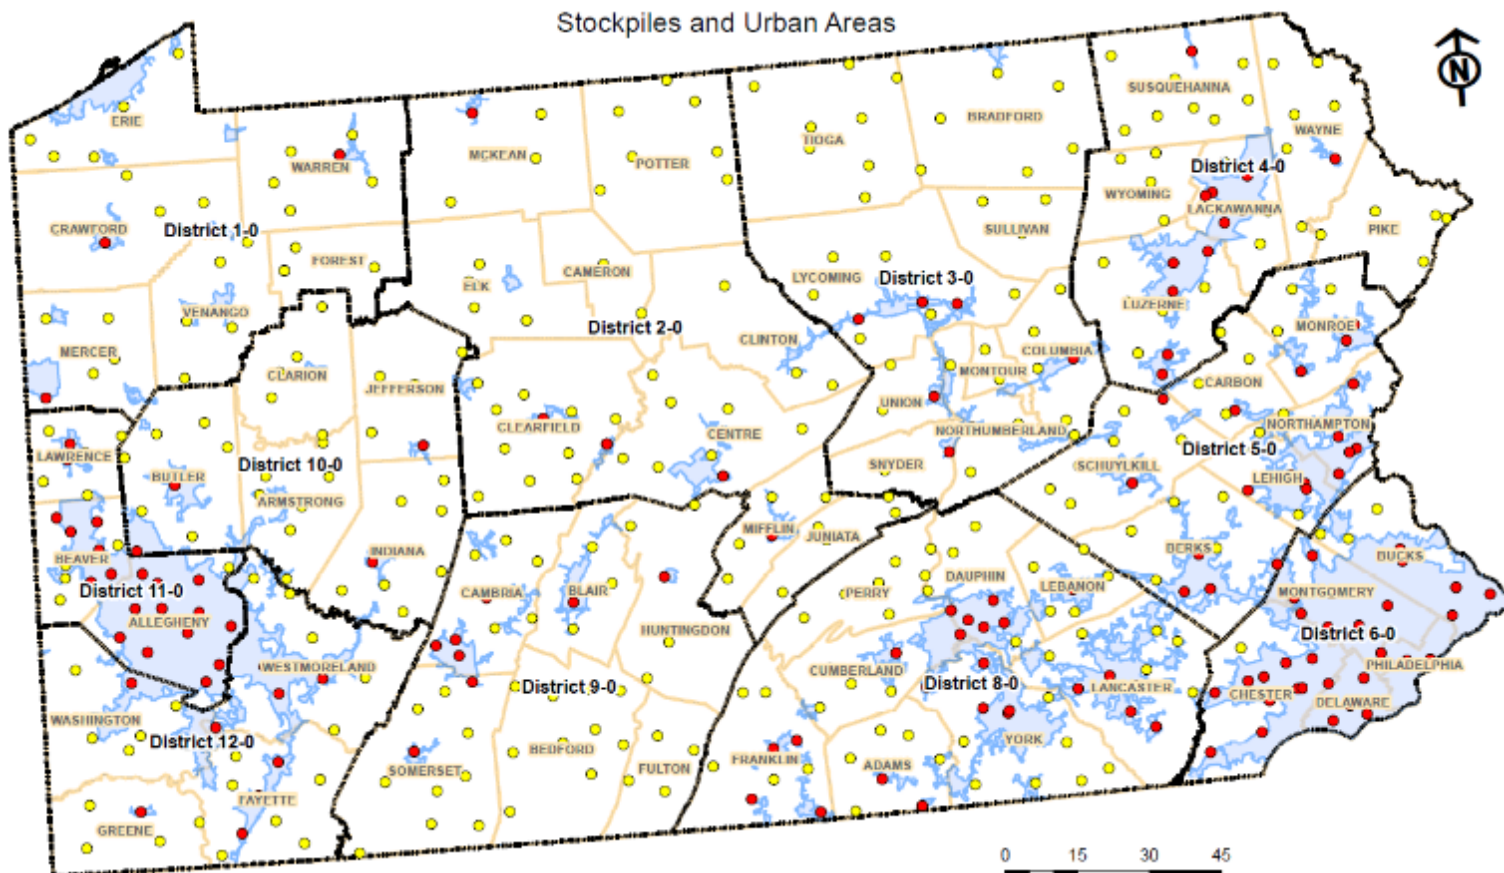 Stockpiles and Urban Areas
N
SUSQUEHANNA
BRADFORD
ERIE
WAYNE
TIOGA
MCKEAN
POTTER
WARREN
District 4-0
WYOMING
LACKAWANNA
CRAWFORD
District 1-0
SULLIVAN
PIKE
FOREST
CAMERON
LYCOMING
District 3-0
ELK
LUZERNE
VENANGO
District 2-0
MONROE
CLINTON
MERCER
COLUMBIA
MONTOUR
CLARION
JEFFERSON
CARBON
UNION
NORTHAMPTON
CLEARFIELD
CENTRE
NORTHUMBERLAND
LAWRENCE
District 10-0
District 5-0
SNYDER
SCHUYLKILL
BUTLER
LEHIGH
ARMSTRONG
MIFFLIN
JUNIATA
INDIANA
BERKS
BUCKS
BEAVER
DAUPHIN
LEBANON
District 11-0
CAMBRIA
BLAIR
PERRY
MONTGOMERY
ALLEGHENY
HUNTINGDON
District 6-0
WESTMORELAND
CUMBERLAND
PHILADELPHIA
District 9-0
District 8-0
LANCASTER
CHESTER
DELAWARE
WASHINGTON
District 12-0
BEDFORD
YORK
FRANKLIN
SOMERSET
FULTON
ADAMS
FAYETTE
GREENE
0 15 30 45